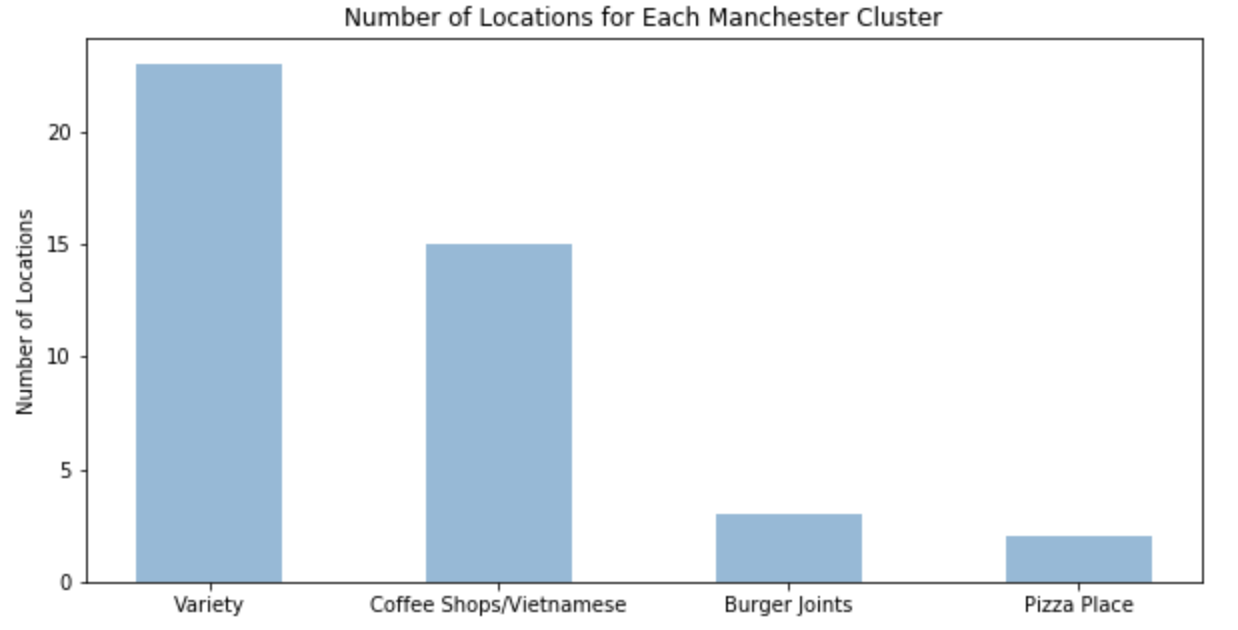 Number of Locations for Each Manchester Cluster
Number of Locations
20
15
10
5
0
Variety
Coffee Shops/Vietnamese
Burger Joints
Pizza Place